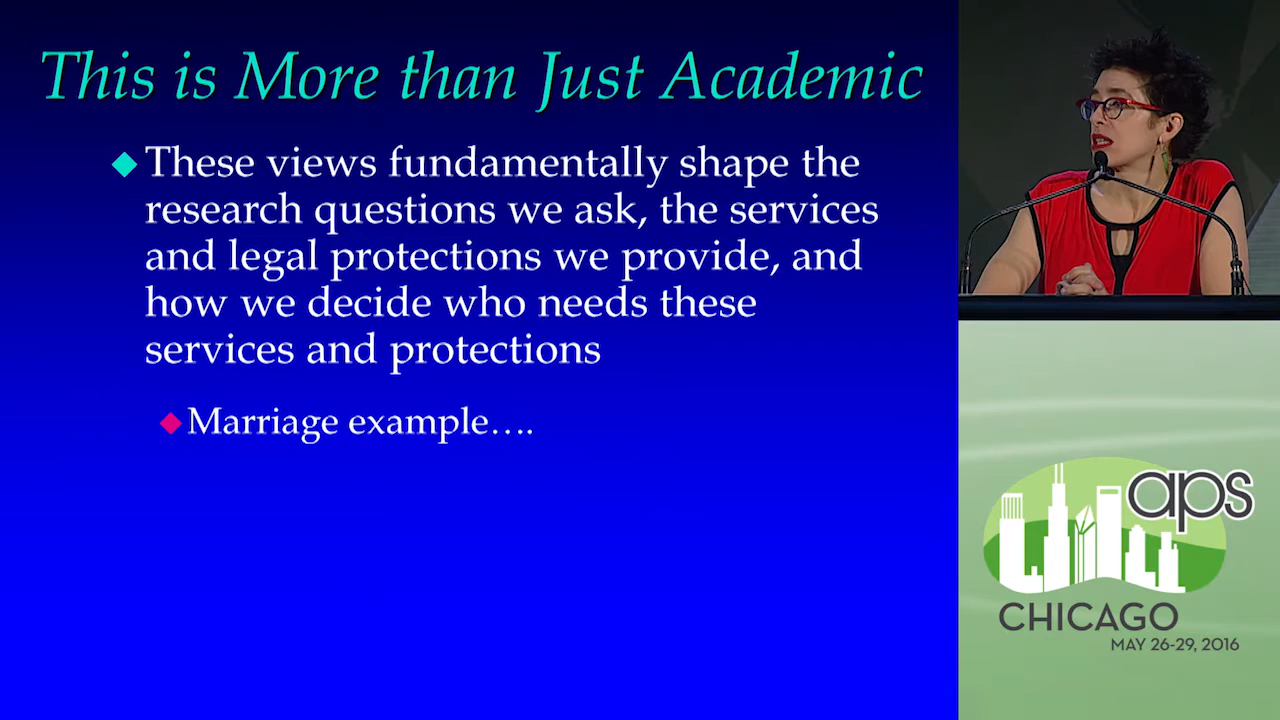 This is More than Just Academic
These views fundamentally shape the
research questions we ask, the services
and legal protections we provide, and
how we decide who needs these
services and protections
Marriage example….
aps
CHICAGO
MAY 26-29, 2016